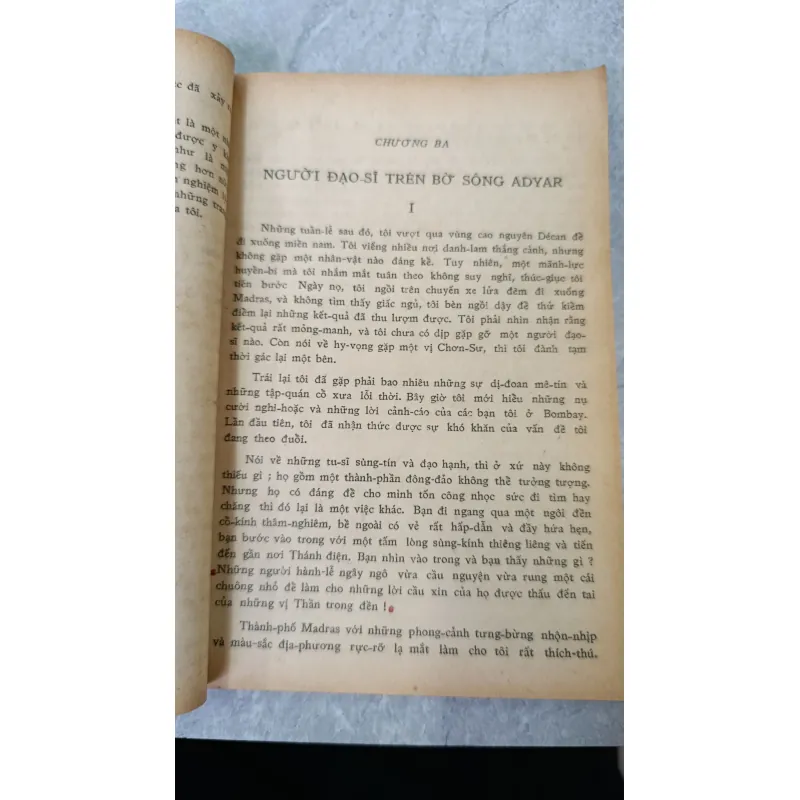 ực đã xảy r
t là một n
được ý k
như là m
ng hơn n
n nghiệm
những tra
a tôi.
CHƯƠNG BA
NGƯỜI ĐẠO-SĨ TRÊN BỜ SÔNG ADYAR
I
Những tuần-lễ sau đó, tôi vượt qua vùng cao nguyên Décan để
đi xuống miền nam. Tôi viếng nhiều nơi danh-lam thắng cảnh, nhưng
không gặp một nhân-vật nào đáng kể. Tuy nhiên, một mãnh-lực
huyền-bí mà tôi nhắm mắt tuân theo không suy nghĩ, thúc-giục tôi
tiến bước Ngày nọ, tôi ngồi trên chuyến xe lửa đêm đi xuống
Madras, và không tìm thấy giấc ngủ, tôi bèn ngồi dậy để thử kiểm
điểm lại những kết-quả đã thu lượm được. Tôi phải nhìn nhận rằng
kết-quả rất mỏng-manh, và tôi chưa có dịp gặp gỡ một người đạo-
sĩ nào. Còn nói về hy-vọng gặp một vị Chơn-Sư, thì tôi đành tạm
thời gác lại một bên.
Trái lại tôi đã gặp phải bao nhiêu những sự dị-đoan mê-tín và
những tập-quán cổ xưa lỗi thời. Bây giờ tôi mới hiểu những nụ
cười nghi-hoặc và những lời cảnh-cáo của các bạn tôi ở Bombay.
Lần đầu tiên, tôi đã nhận thức được sự khó khăn của vấn đề tôi
đang theo đuổi.
Nói về những tu-sĩ sùng-tín và đạo hạnh, thì ở xứ này không
thiếu gì ; họ gồm một thành-phần đông-đảo không thể tưởng tượng.
Nhưng họ có đáng để cho mình tốn công nhọc sức đi tìm hay
chăng thì đó lại là một việc khác. Bạn đi ngang qua một ngôi đền
cổ-kính thâm-nghiêm, bề ngoài có vẻ rất hấp-dẫn và đầy hứa hẹn,
bạn bước vào trong với một tấm lòng sùng-kính thiêng liêng và tiến
đến gần nơi Thánh điện. Bạn nhìn vào trong và bạn thấy những gì ?
Những người hành-lễ ngây ngô vừa cầu nguyện vừa rung một cái
chuông nhỏ để làm cho những lời cầu xin của họ được thấu đến tai
của những vị Thần trong đền !
Thành-phố Madras với những phong-cảnh tưng-bừng nhộn-nhịp
và màu-sắc địa-phương rực-rỡ lạ mắt làm cho tôi rất thích-thú.